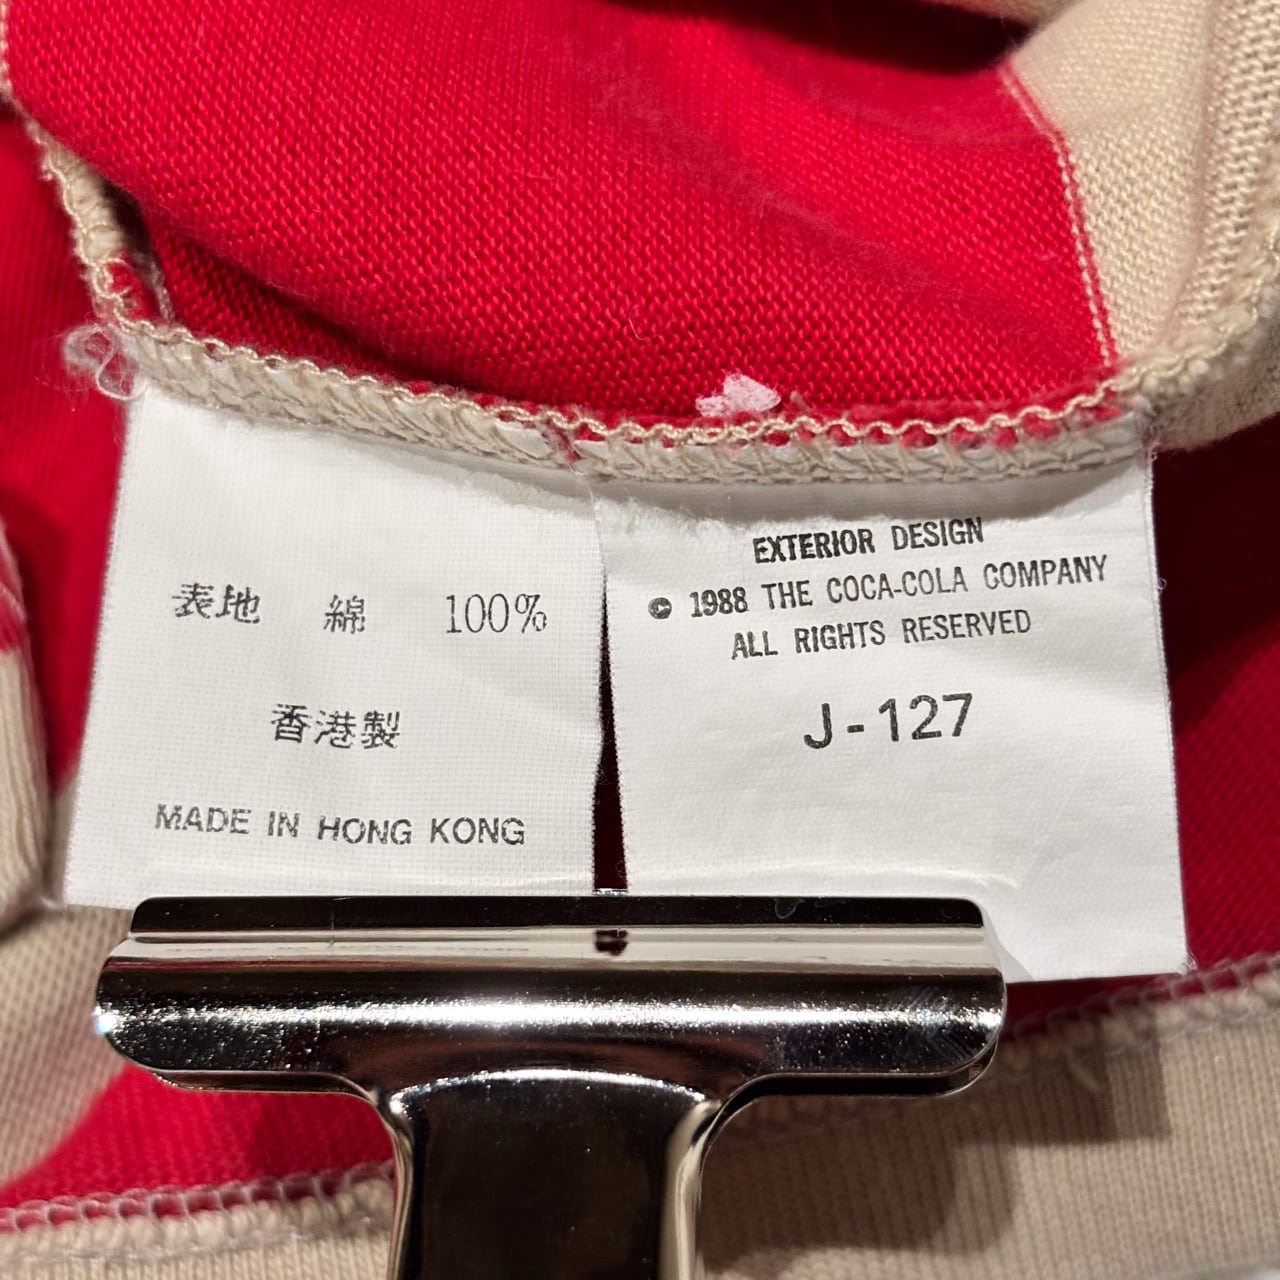 表地 綿 100%
香港製
MADE IN HONG KONG
EXTERIOR DESIGN
© 1988 THE COCA-COLA COMPANY
ALL RIGHTS RESERVED
J-127